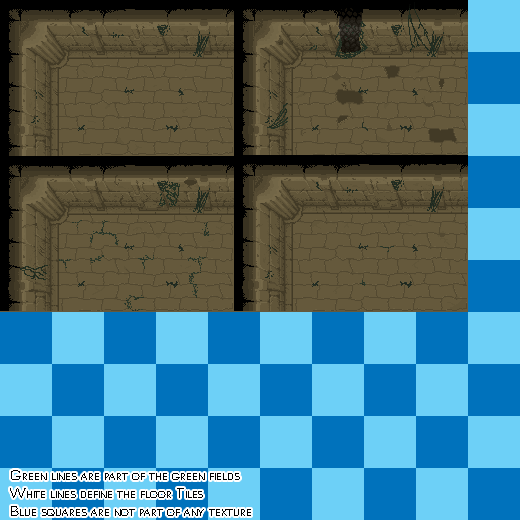 Green lines are part of the green fields
White lines define the floor Tiles
Blue squares are not part of any texture